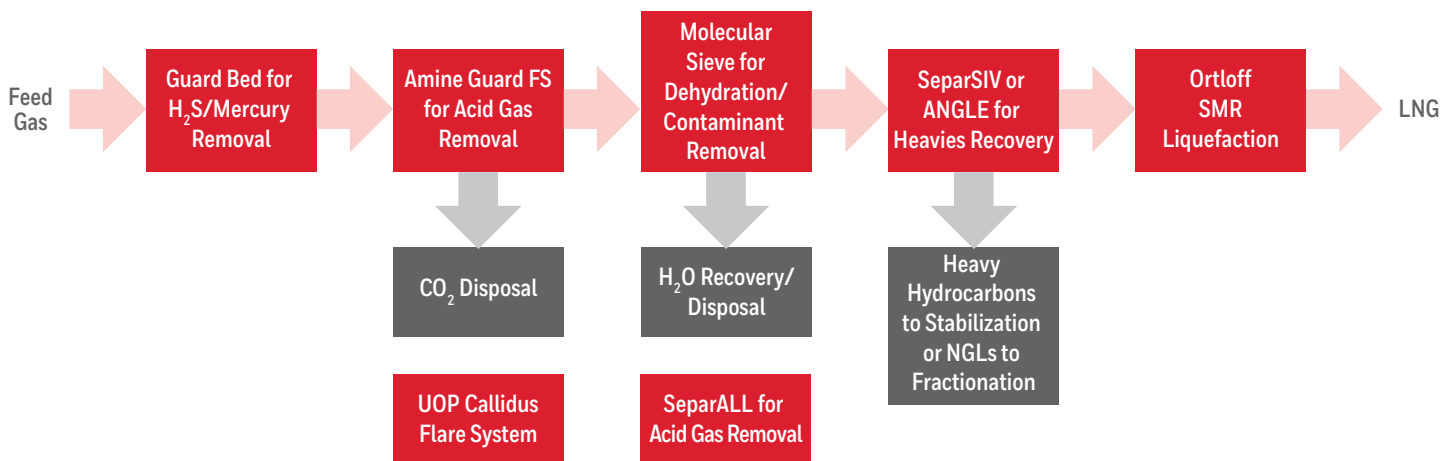 Feed
Gas
Guard Bed for
H₂S/Mercury
Removal
Amine Guard FS
for Acid Gas
Removal
Molecular
Sieve for
Dehydration/
Contaminant
Removal
SeparSIV or
ANGLE for
Heavies Recovery
Ortloff
SMR
Liquefaction
LNG
CO₂ Disposal
H₂O Recovery/
Disposal
Heavy
Hydrocarbons
to Stabilization
or NGLs to
Fractionation
UOP Callidus
Flare System
SeparALL for
Acid Gas Removal